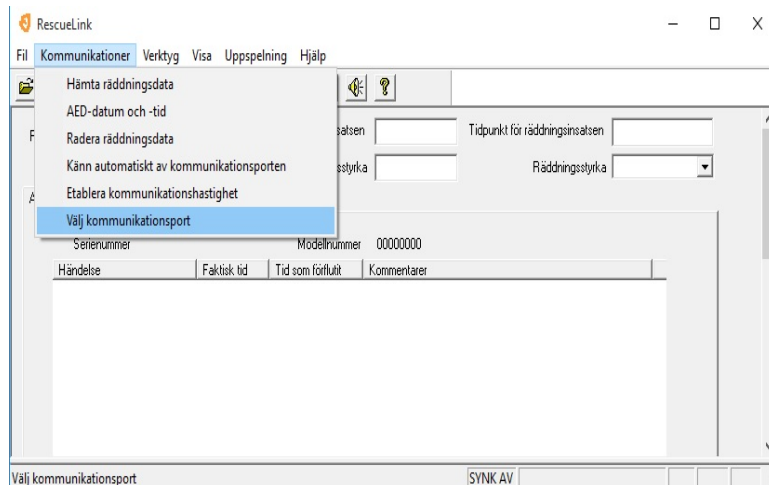 RescueLink
Fil Kommunikationer Verktyg Visa Uppspelning Hjälp
Hämta räddningsdata
AED-datum och -tid
Radera räddningsdata
Känn automatiskt av kommunikationsporten
Etablera kommunikationshastighet
Välj kommunikationsport
Tidpunkt för räddningsinsatsen
Räddningsstyrka
Serienummer Modellnummer 00000000
Händelse Faktisk tid Tid som förflutit Kommentarer
Välj kommunikationsport SYNK AV